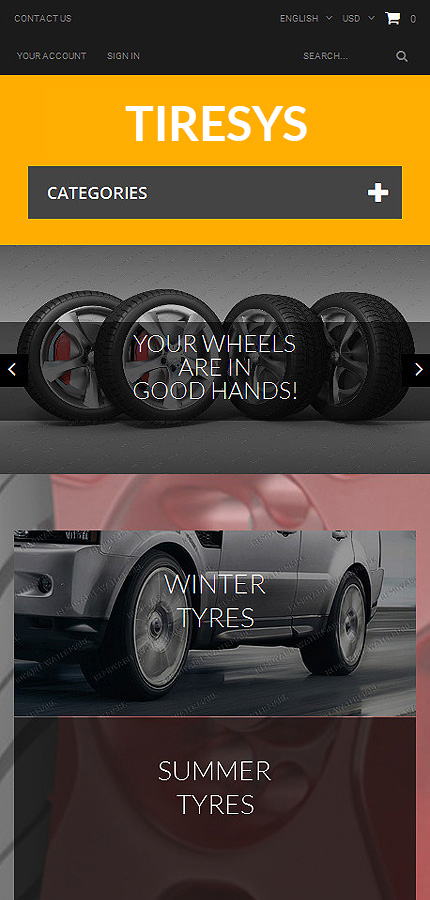 CONTACT US
ENGLISH USD 0
YOUR ACCOUNT SIGN IN SEARCH...
TIRESYS
CATEGORIES
YOUR WHEELS
ARE IN
GOOD HANDS!
WINTER
TYRES
SUMMER
TYRES